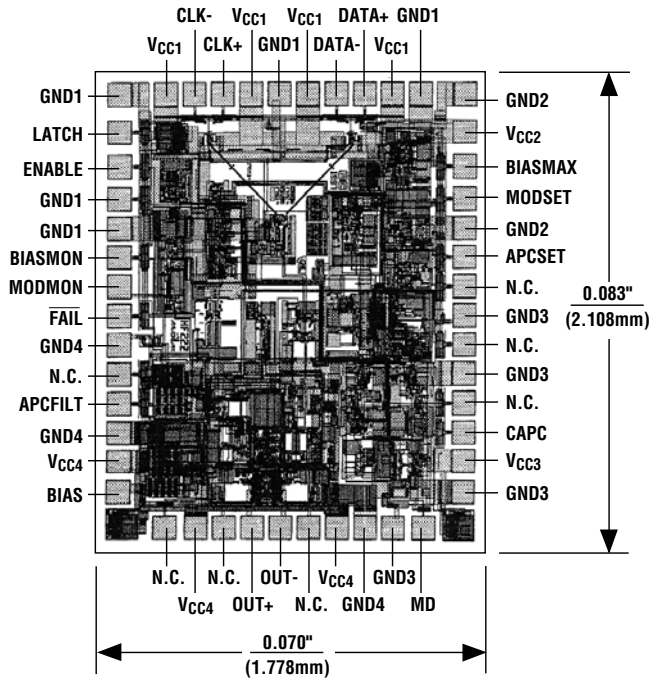 CLK- VCC1 VCC1 DATA+ GND1
VCC1 CLK+ GND1 DATA- VCC1
GND1
LATCH
ENABLE
GND1
GND1
BIASMON
MODMON
FAIL
GND4
N.C.
APCFILT
GND4
VCC4
BIAS
GND2
VCC2
BIASMAX
MODSET
GND2
APCSET
N.C.
GND3
N.C.
GND3
N.C.
CAPC
VCC3
GND3
0.083"
(2.108mm)
N.C. N.C. OUT- VCC4 GND3
VCC4 OUT+ N.C. GND4 MD
0.070"
(1.778mm)